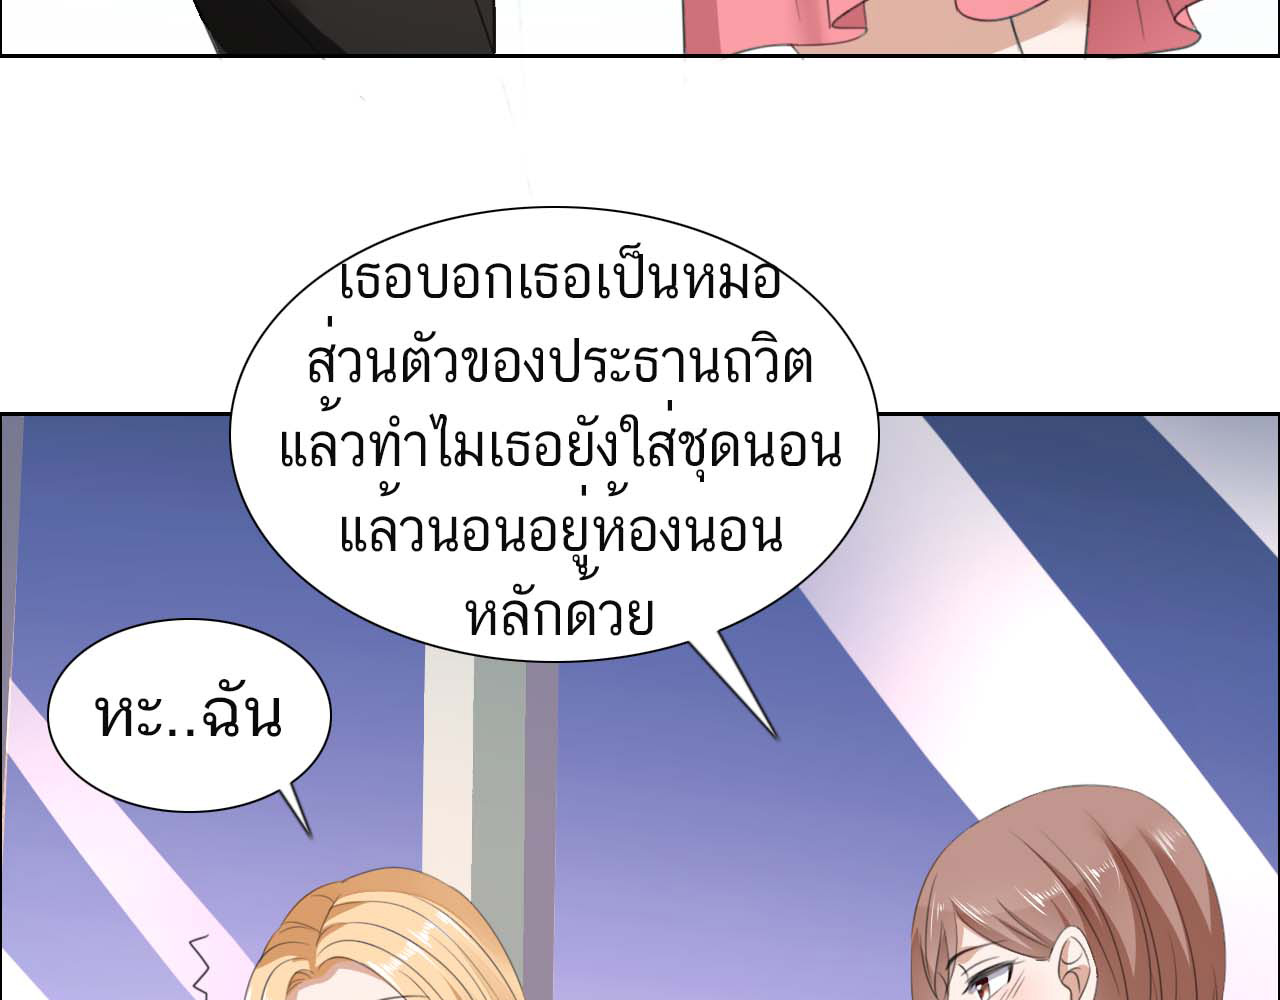 เธอบอกเธอเป็นหมอ
ส่วนตัวของประธานถวิต
แล้วทำไมเธอยังใส่ชุดนอน
แล้วนอนอยู่ห้องนอน
หลักด้วย
หะ..ฉัน